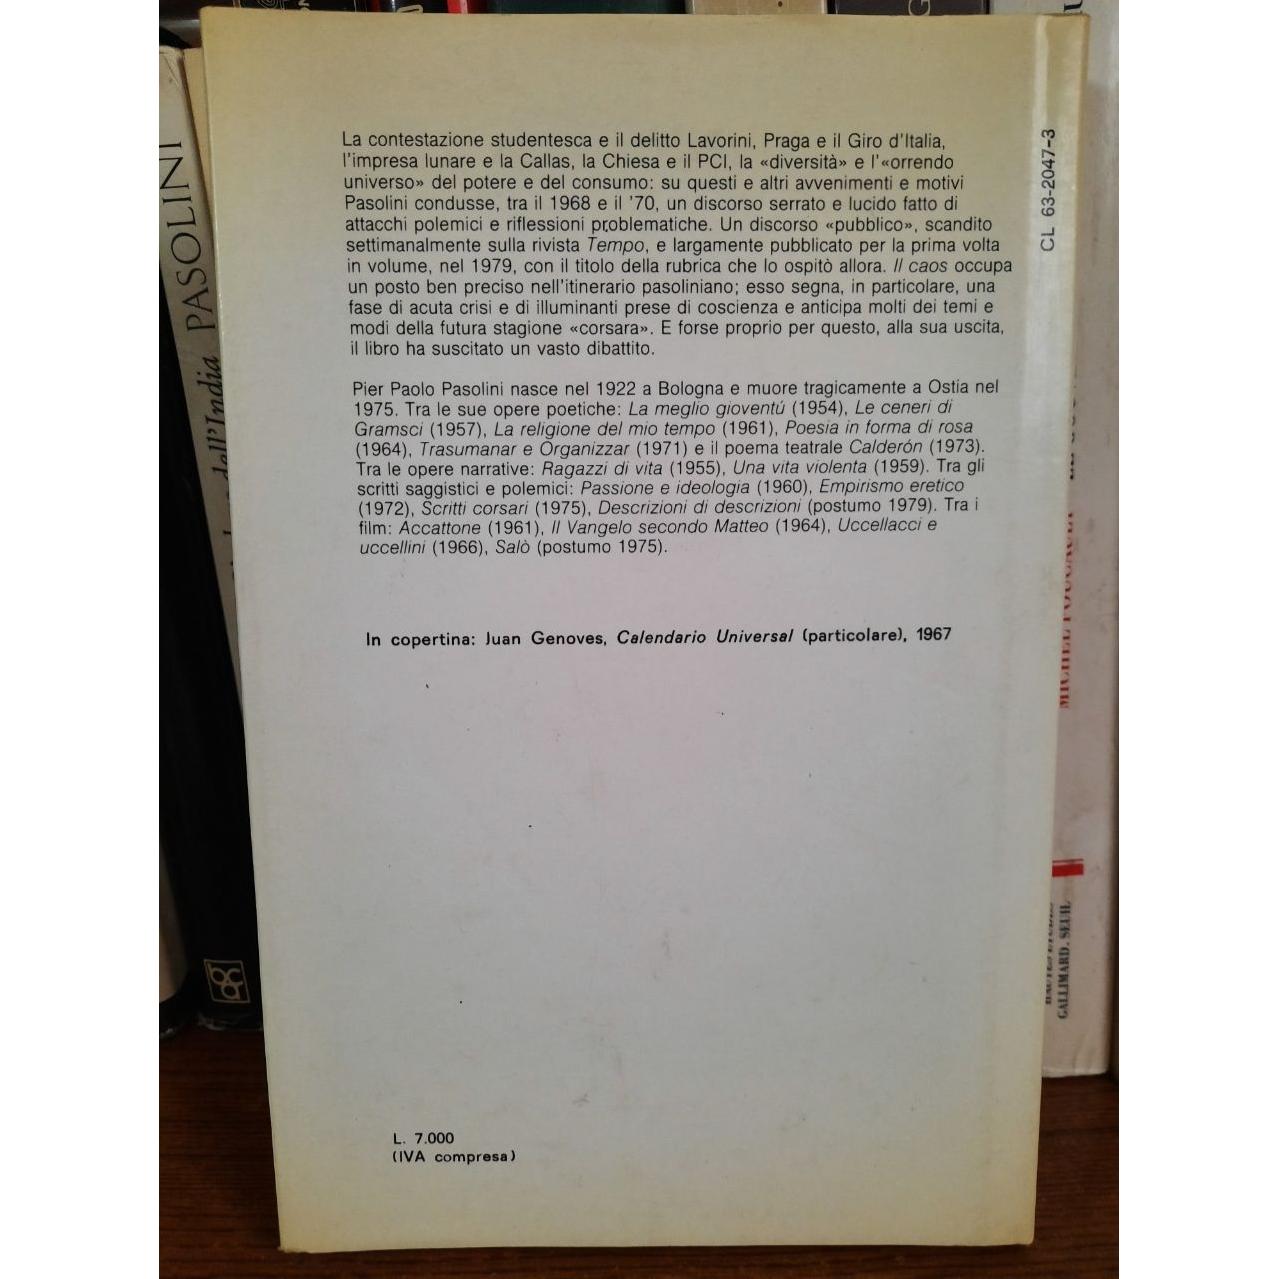 La contestazione studentesca e il delitto Lavorini, Praga e il Giro d'Italia,
l'impresa lunare e la Callas, la Chiesa e il PCI, la «diversità» e l'«orrendo
universo» del potere e del consumo: su questi e altri avvenimenti e motivi
Pasolini condusse, tra il 1968 e il '70, un discorso serrato e lucido fatto di
attacchi polemici e riflessioni problematiche. Un discorso «pubblico», scandito
settimanalmente sulla rivista Tempo, e largamente pubblicato per la prima volta
in volume, nel 1979, con il titolo della rubrica che lo ospitò allora. Il caos occupa
un posto ben preciso nell'itinerario pasoliniano; esso segna, in particolare, una
fase di acuta crisi e di illuminanti prese di coscienza e anticipa molti dei temi e
modi della futura stagione «corsara». E forse proprio per questo, alla sua uscita,
il libro ha suscitato un vasto dibattito.
Pier Paolo Pasolini nasce nel 1922 a Bologna e muore tragicamente a Ostia nel
1975. Tra le sue opere poetiche: La meglio gioventú (1954), Le ceneri di
Gramsci (1957), La religione del mio tempo (1961), Poesia in forma di rosa
(1964), Trasumanar e Organizzar (1971) e il poema teatrale Calderón (1973).
Tra le opere narrative: Ragazzi di vita (1955), Una vita violenta (1959). Tra gli
scritti saggistici e polemici: Passione e ideologia (1960), Empirismo eretico
(1972), Scritti corsari (1975), Descrizioni di descrizioni (postumo 1979). Tra i
film: Accattone (1961), Il Vangelo secondo Matteo (1964), Uccellacci e
uccellini (1966), Salò (postumo 1975).
In copertina: Juan Genoves, Calendario Universal (particolare), 1967
L. 7.000
(IVA compresa)
CL 63-2047-3
PASOLINI
dell'India
MICHEL FOUCAULT
HAUTES ETUDES
GALLIMARD. SEUIL